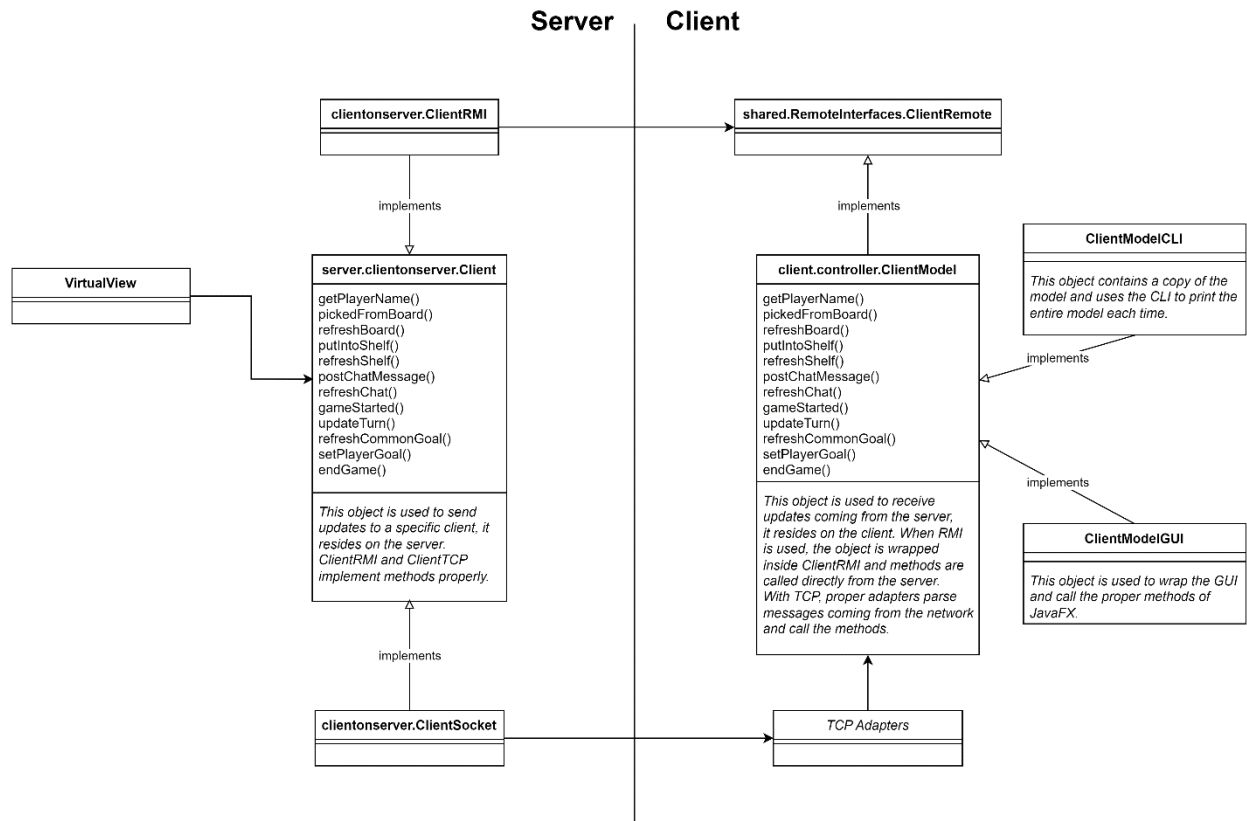 Server
Client
clientonserver.ClientRMI
shared.RemoteInterfaces.ClientRemote
implements
VirtualView
server.clientonserver.Client
getPlayerName()
pickedFromBoard()
refreshBoard()
putIntoShelf()
refreshShelf()
postChatMessage()
refreshChat()
gameStarted()
updateTurn()
refreshCommonGoal()
setPlayerGoal()
endGame()
This object is used to send
updates to a specific client, it
resides on the server.
ClientRMI and ClientTCP
implement methods properly.
implements
clientonserver.ClientSocket
client.controller.ClientModel
getPlayerName()
pickedFromBoard()
refreshBoard()
putIntoShelf()
refreshShelf()
postChatMessage()
refreshChat()
gameStarted()
updateTurn()
refreshCommonGoal()
setPlayerGoal()
endGame()
This object is used to receive
updates coming from the server,
it resides on the client. When RMI
is used, the object is wrapped
inside ClientRMI and methods are
called directly from the server.
With TCP, proper adapters parse
messages coming from the network
and call the methods.
TCP Adapters
ClientModelCLI
This object contains a copy of the
model and uses the CLI to print the
entire model each time.
implements
implements
ClientModelGUI
This object is used to wrap the GUI
and call the proper methods of
JavaFX.